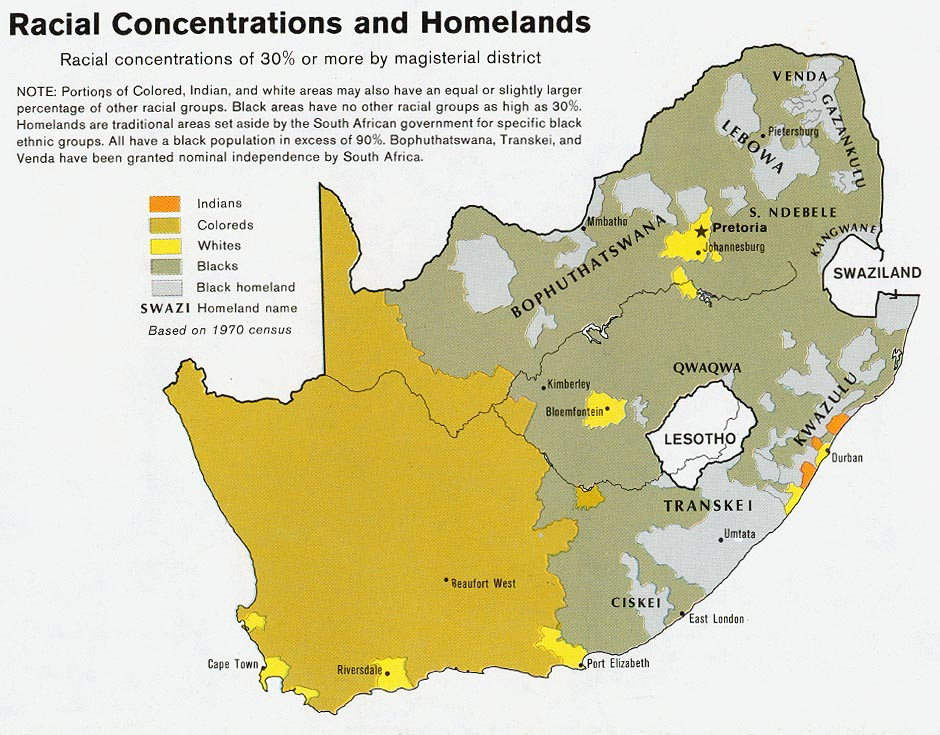 Racial Concentrations and Homelands
Racial concentrations of 30% or more by magisterial district
NOTE: Portions of Colored, Indian, and white areas may also have an equal or slightly larger
percentage of other racial groups. Black areas have no other racial groups as high as 30%.
Homelands are traditional areas set aside by the South African government for specific black
ethnic groups. All have a black population in excess of 90%. Bophuthatswana, Transkei, and
Venda have been granted nominal independence by South Africa.
Indians
Coloreds
Whites
Blacks
Black homeland
SWAZI Homeland name
Based on 1970 census
VENDA
GAZANKULU
LEBOWA
Pietersburg
S. NDEBELE
Mmbatho
Pretoria
Johannesburg
BOPHUTHATSWANA
KANGWANE
SWAZILAND
QWAQWA
Kimberley
Bloemfontein
KWAZULU
LESOTHO
Durban
TRANSKEI
Umtata
Beaufort West
CISKEI
East London
Cape Town
Riversdale
Port Elizabeth